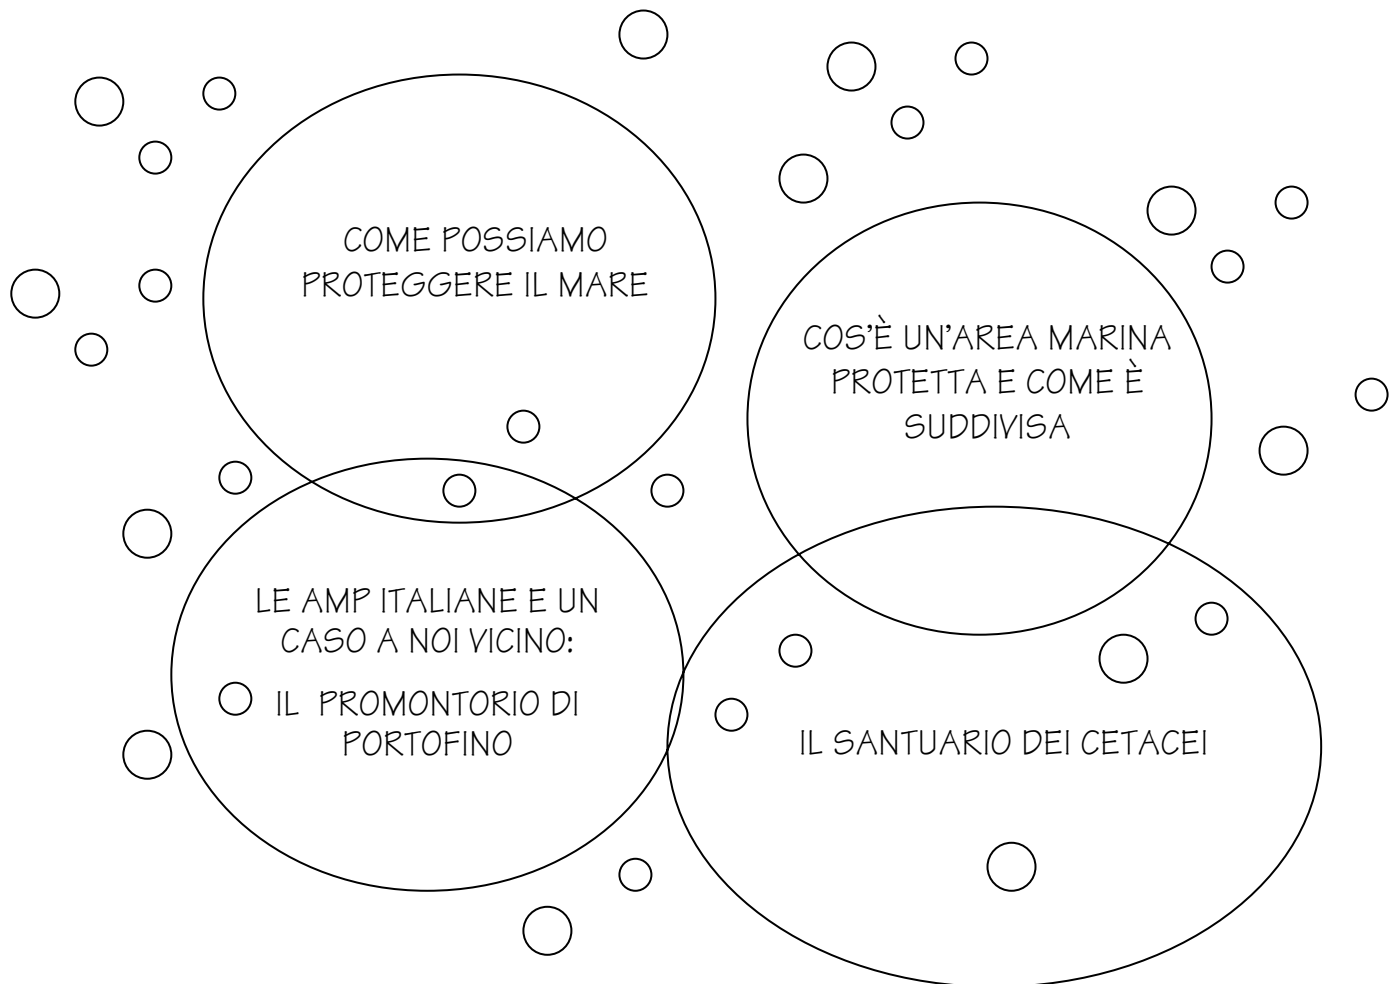 COME POSSIAMO
PROTEGGERE IL MARE
COS’È UN’AREA MARINA
PROTETTA E COME È
SUDDIVISA
LE AMP ITALIANE E UN
CASO A NOI VICINO:
IL PROMONTORIO DI
PORTOFINO
IL SANTUARIO DEI CETACEI